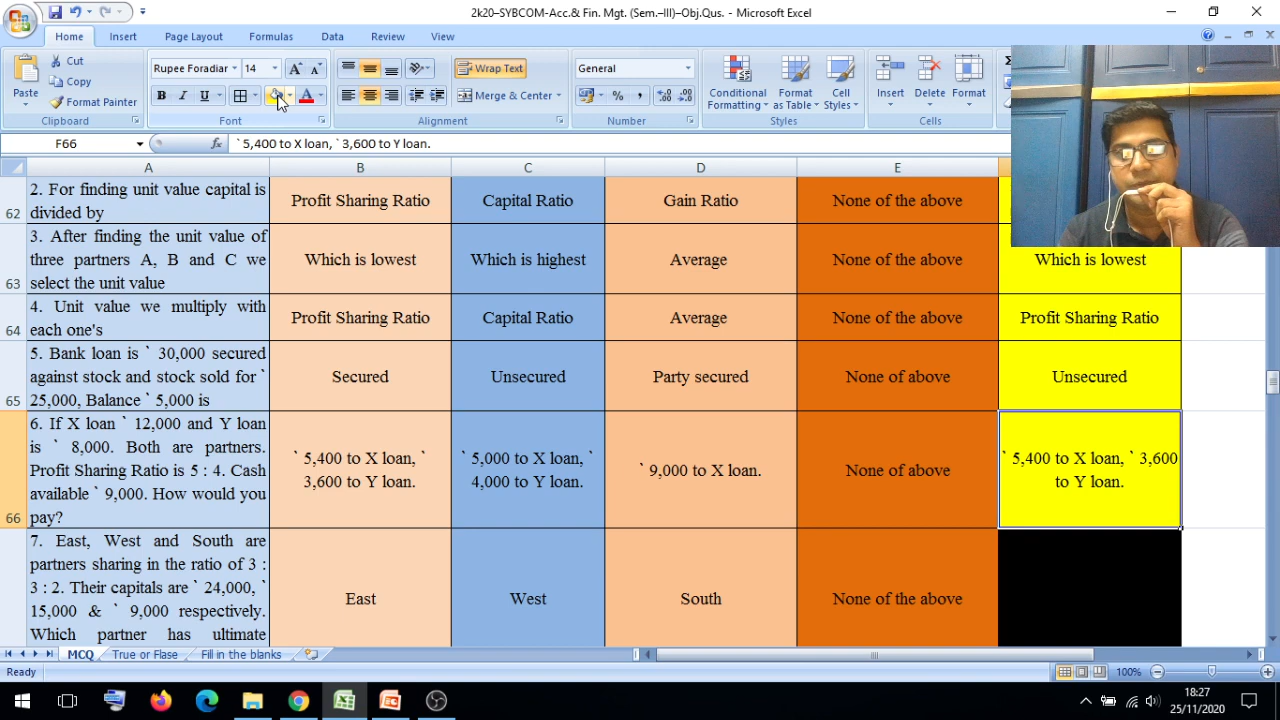 2k20–SYBCOM-Acc.& Fin. Mgt. (Sem.–III)–Obj.Qus. - Microsoft Excel
Home Insert Page Layout Formulas Data Review View
Cut
Copy
Format Painter
Paste
Clipboard
Rupee Foradiar 14
B I U
Font
Wrap Text
Merge & Center
Alignment
General
% ,
Number
Conditional Formatting
Format as Table
Cell Styles
Styles
Insert Delete Format
Cells
F66
fx ` 5,400 to X loan, ` 3,600 to Y loan.
A B C D E
62
2. For finding unit value capital is
divided by
Profit Sharing Ratio
Capital Ratio
Gain Ratio
None of the above
63
3. After finding the unit value of
three partners A, B and C we
select the unit value
Which is lowest
Which is highest
Average
None of the above
Which is lowest
64
4. Unit value we multiply with
each one's
Profit Sharing Ratio
Capital Ratio
Average
None of the above
Profit Sharing Ratio
65
5. Bank loan is ` 30,000 secured
against stock and stock sold for `
25,000, Balance ` 5,000 is
Secured
Unsecured
Party secured
None of above
Unsecured
66
6. If X loan ` 12,000 and Y loan
is ` 8,000. Both are partners.
Profit Sharing Ratio is 5 : 4. Cash
available ` 9,000. How would you
pay?
` 5,400 to X loan, `
3,600 to Y loan.
` 5,000 to X loan, `
4,000 to Y loan.
` 9,000 to X loan.
None of above
` 5,400 to X loan, ` 3,600
to Y loan.
7. East, West and South are
partners sharing in the ratio of 3 :
3 : 2. Their capitals are ` 24,000, `
15,000 & ` 9,000 respectively.
Which partner has ultimate
East
West
South
None of the above
MCQ True or Flase Fill in the blanks
Ready
100%
18:27
25/11/2020